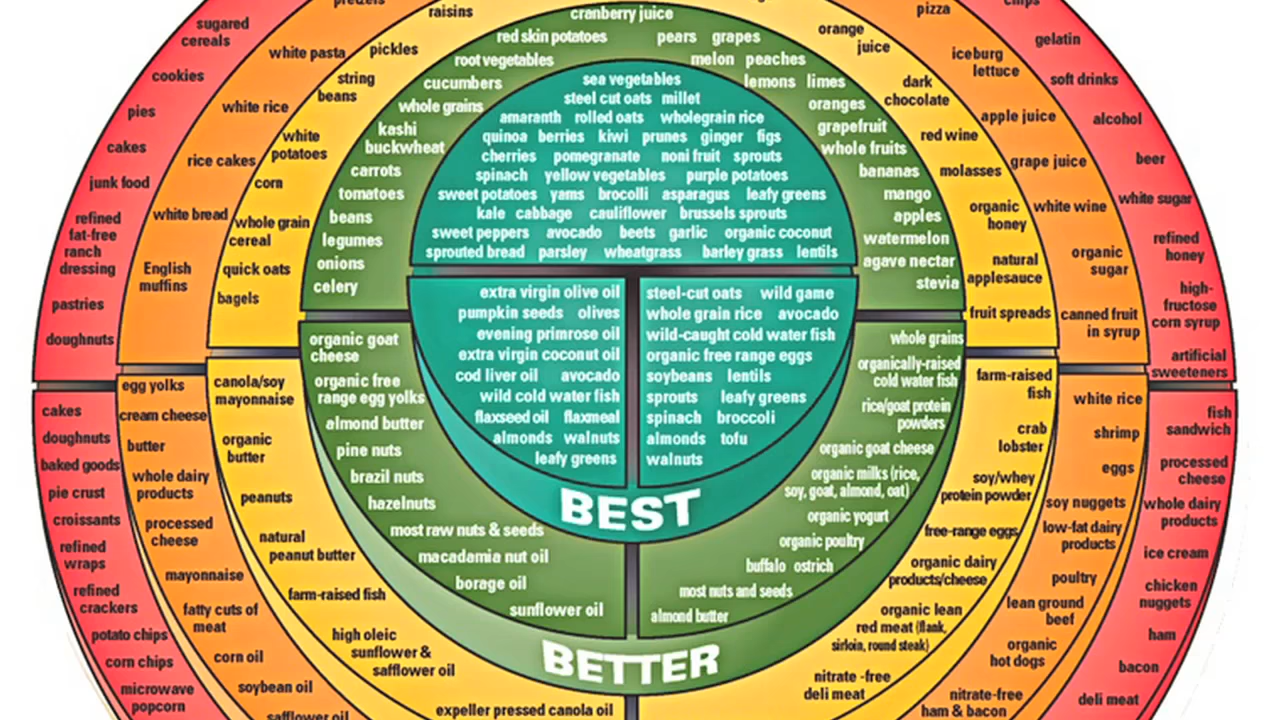 sugared
cereals
cookies
pies
cakes
junk food
refined
fat-free
ranch
dressing
pastries
doughnuts
pretzels
white pasta
white rice
rice cakes
white bread
English
muffins
raisins
pickles
string
beans
white
potatoes
corn
whole grain
cereal
quick oats
bagels
cranberry juice
red skin potatoes
root vegetables
cucumbers
whole grains
kashi
buckwheat
carrots
tomatoes
beans
legumes
onions
celery
pears grapes
melon peaches
lemons limes
oranges
grapefruit
whole fruits
bananas
mango
apples
watermelon
agave nectar
stevia
sea vegetables
steel cut oats millet
amaranth rolled oats wholegrain rice
quinoa berries kiwi prunes ginger figs
cherries pomegranate noni fruit sprouts
spinach yellow vegetables purple potatoes
sweet potatoes yams brocolli asparagus leafy greens
kale cabbage cauliflower brussels sprouts
sweet peppers avocado beets garlic organic coconut
sprouted bread parsley wheatgrass barley grass lentils
orange
juice
dark
chocolate
red wine
molasses
organic
honey
natural
applesauce
fruit spreads
pizza
iceburg
lettuce
apple juice
grape juice
white wine
organic
sugar
canned fruit
in syrup
chips
gelatin
soft drinks
alcohol
beer
white sugar
refined
honey
high-
fructose
corn syrup
artificial
sweeteners
cakes
doughnuts
baked goods
pie crust
croissants
refined
wraps
refined
crackers
potato chips
corn chips
microwave
popcorn
egg yolks
cream cheese
butter
whole dairy
products
processed
cheese
mayonnaise
fatty cuts of
meat
corn oil
soybean oil
safflower oil
canola/soy
mayonnaise
organic
butter
peanuts
natural
peanut butter
farm-raised fish
high oleic
sunflower &
safflower oil
expeller pressed canola oil
organic goat
cheese
organic free
range egg yolks
almond butter
pine nuts
brazil nuts
hazelnuts
most raw nuts & seeds
macadamia nut oil
borage oil
sunflower oil
extra virgin olive oil
pumpkin seeds olives
evening primrose oil
extra virgin coconut oil
cod liver oil avocado
wild cold water fish
flaxseed oil flaxmeal
almonds walnuts
leafy greens
steel-cut oats wild game
whole grain rice avocado
wild-caught cold water fish
organic free range eggs
soybeans lentils
sprouts leafy greens
spinach broccoli
almonds tofu
walnuts
BEST
whole grains
organically-raised
cold water fish
rice/goat protein
powders
organic goat cheese
organic milks (rice,
soy, goat, almond, oat)
organic yogurt
organic poultry
buffalo ostrich
most nuts and seeds
almond butter
BETTER
farm-raised
fish
crab
lobster
soy/whey
protein powder
free-range eggs
organic dairy
products/cheese
organic lean
red meat (flank,
sirloin, round steak)
nitrate -free
deli meat
white rice
shrimp
eggs
soy nuggets
low-fat dairy
products
poultry
lean ground
beef
organic
hot dogs
nitrate-free
ham & bacon
fish
sandwich
processed
cheese
whole dairy
products
ice cream
chicken
nuggets
ham
bacon
deli meat